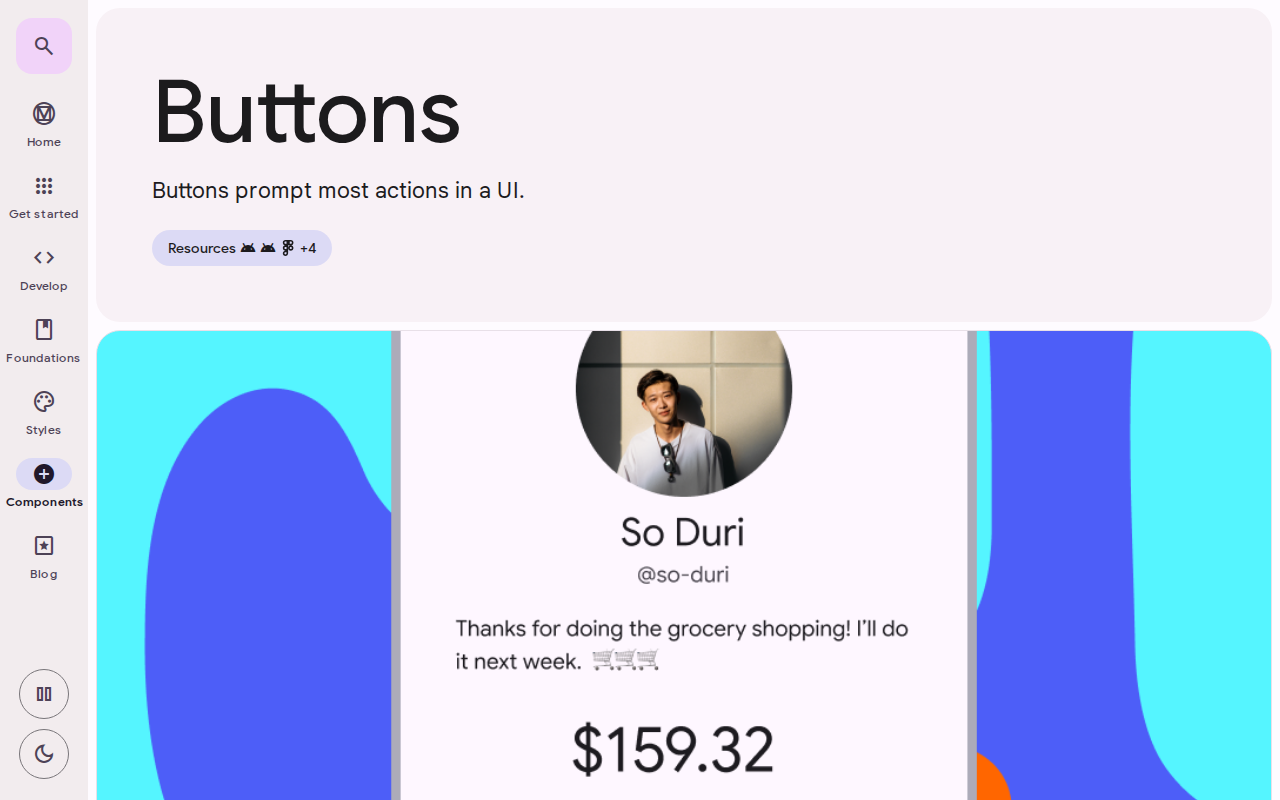 Home
Get started
Develop
Foundations
Styles
Components
Blog
Buttons
Buttons prompt most actions in a UI.
Resources +4
So Duri
@so-duri
Thanks for doing the grocery shopping! I'll do
it next week. 🛒🛒🛒
$159.32